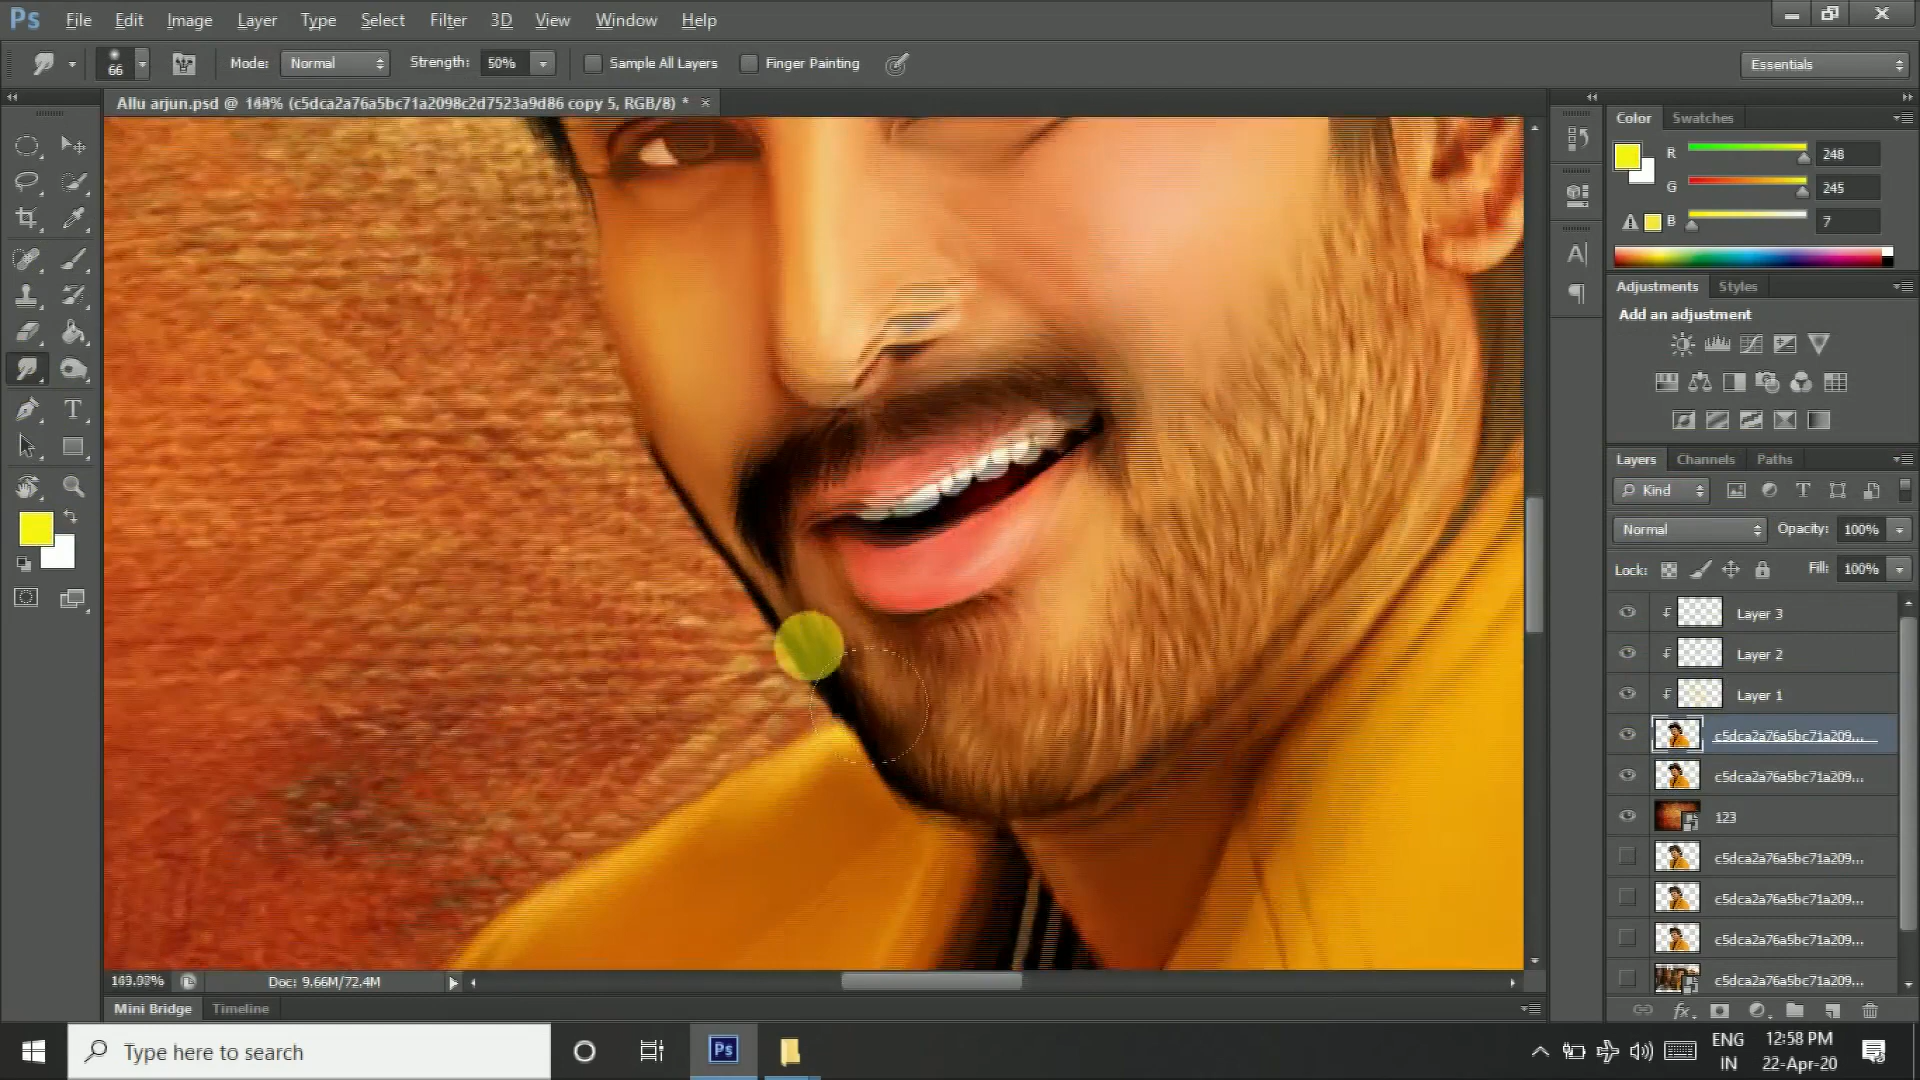 Ps File Edit Image Layer Type Select Filter 3D View Window Help
66 Mode: Normal Strength: 50% Sample All Layers Finger Painting Essentials
Allu arjun.psd @ 149% (c5dca2a76a5bc71a2098c2d7523a9d86 copy 5, RGB/8) *
Color Swatches
R 248
G 245
B 7
Adjustments Styles
Add an adjustment
Layers Channels Paths
Kind
Normal Opacity: 100%
Lock: Fill: 100%
Layer 3
Layer 2
Layer 1
c5dca2a76a5bc71a209...
c5dca2a76a5bc71a209...
123
c5dca2a76a5bc71a209...
c5dca2a76a5bc71a209...
c5dca2a76a5bc71a209...
c5dca2a76a5bc71a209...
Doc: 9.66M/72.4M
Mini Bridge Timeline
Type here to search
Ps
ENG
IN
12:58 PM
22-Apr-20